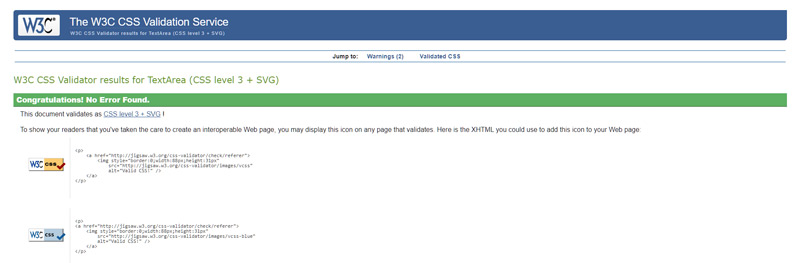 W3C®
The W3C CSS Validation Service
W3C CSS Validator results for TextArea (CSS level 3 + SVG)
Jump to: Warnings (2) Validated CSS
W3C CSS Validator results for TextArea (CSS level 3 + SVG)
Congratulations! No Error Found.
This document validates as CSS level 3 + SVG !
To show your readers that you've taken the care to create an interoperable Web page, you may display this icon on any page that validates. Here is the XHTML you could use to add this icon to your Web page:
W3C CSS
<p>
<a href="http://jigsaw.w3.org/css-validator/check/referer">
<img style="border:0;width:88px;height:31px"
src="http://jigsaw.w3.org/css-validator/images/vcss"
alt="Valid CSS!" />
</a>
</p>
W3C CSS
<p>
<a href="http://jigsaw.w3.org/css-validator/check/referer">
<img style="border:0;width:88px;height:31px"
src="http://jigsaw.w3.org/css-validator/images/vcss-blue"
alt="Valid CSS!" />
</a>
</p>